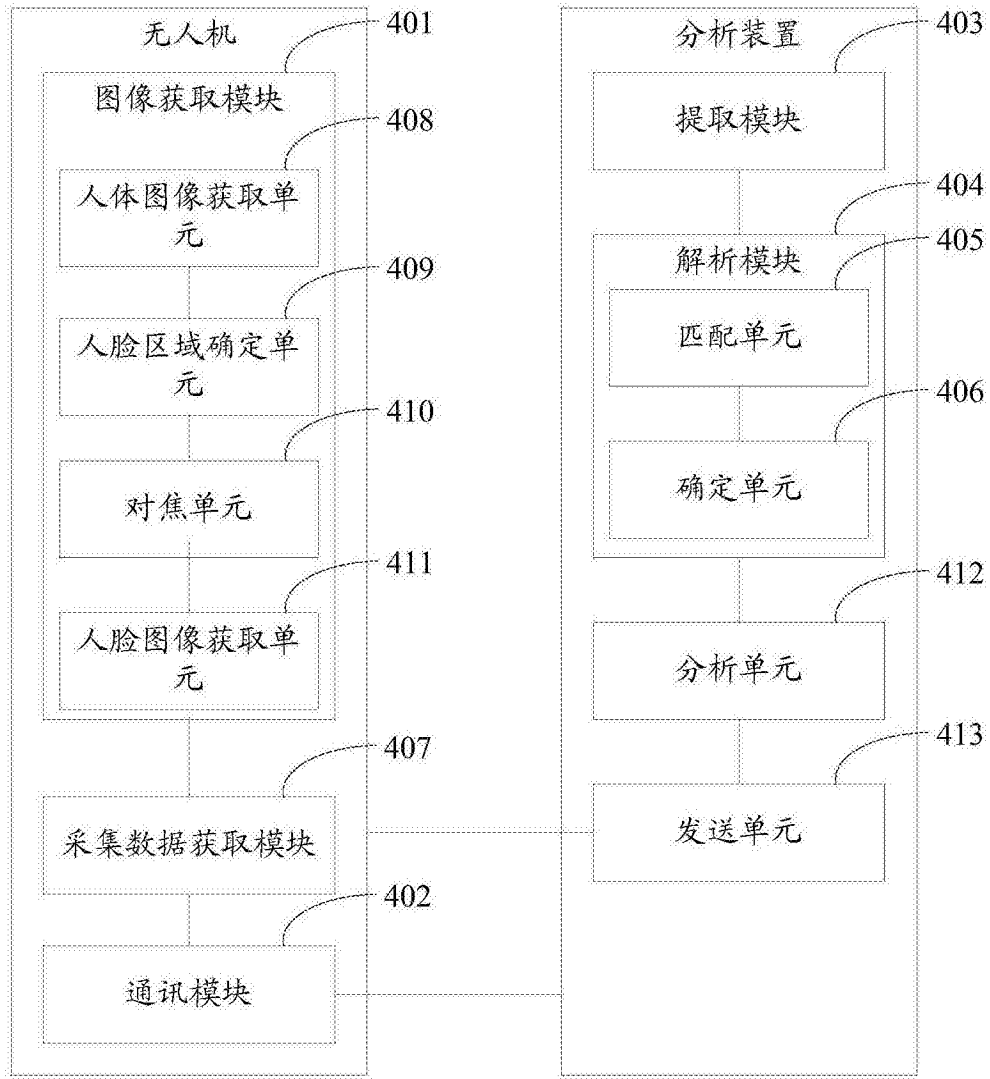 无人机
401
图像获取模块
408
人体图像获取单
元
409
人脸区域确定单
元
410
对焦单元
411
人脸图像获取单
元
407
采集数据获取模块
402
通讯模块
分析装置
403
提取模块
404
解析模块
405
匹配单元
406
确定单元
412
分析单元
413
发送单元